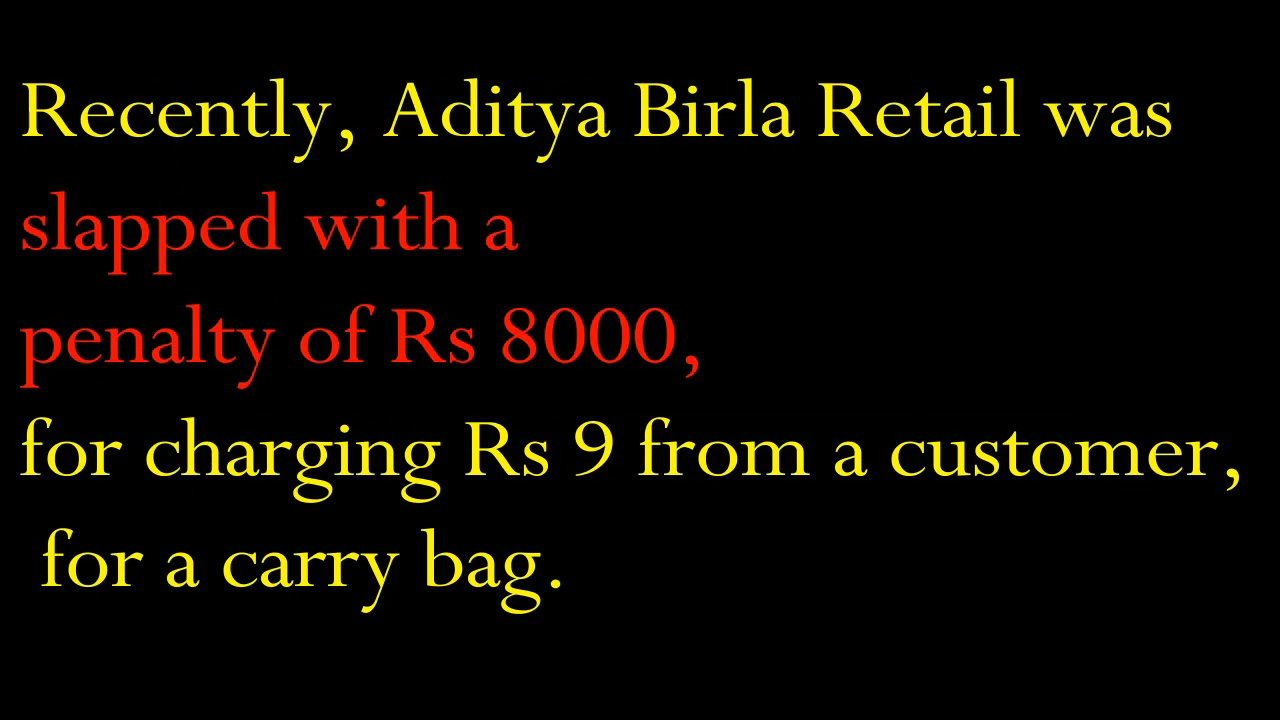 Recently, Aditya Birla Retail was
slapped with a
penalty of Rs 8000,
for charging Rs 9 from a customer,
for a carry bag.